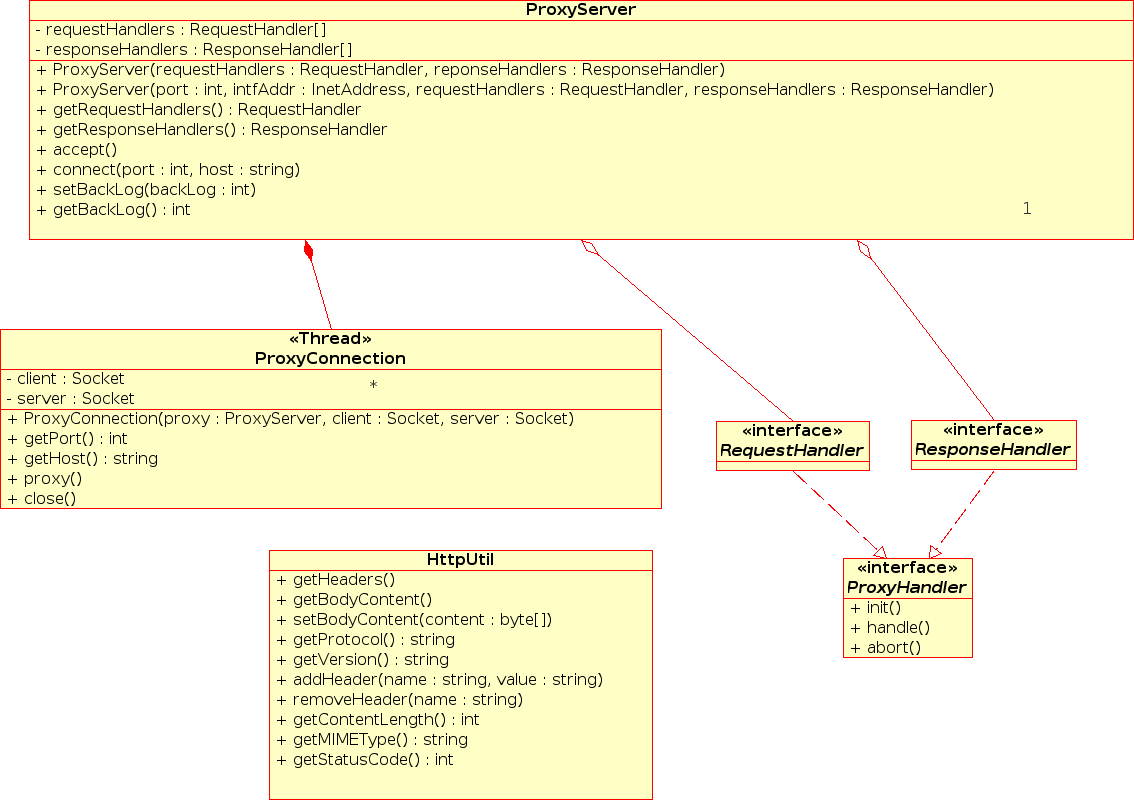 ProxyServer
- requestHandlers : RequestHandler[]
- responseHandlers : ResponseHandler[]
+ ProxyServer(requestHandlers : RequestHandler, reponseHandlers : ResponseHandler)
+ ProxyServer(port : int, intfAddr : InetAddress, requestHandlers : RequestHandler, responseHandlers : ResponseHandler)
+ getRequestHandlers() : RequestHandler
+ getResponseHandlers() : ResponseHandler
+ accept()
+ connect(port : int, host : string)
+ setBackLog(backLog : int)
+ getBackLog() : int
1
«Thread»
ProxyConnection
- client : Socket
*
- server : Socket
+ ProxyConnection(proxy : ProxyServer, client : Socket, server : Socket)
+ getPort() : int
+ getHost() : string
+ proxy()
+ close()
«interface»
RequestHandler
«interface»
ResponseHandler
«interface»
ProxyHandler
+ init()
+ handle()
+ abort()
HttpUtil
+ getHeaders()
+ getBodyContent()
+ setBodyContent(content : byte[])
+ getProtocol() : string
+ getVersion() : string
+ addHeader(name : string, value : string)
+ removeHeader(name : string)
+ getContentLength() : int
+ getMIMEType() : string
+ getStatusCode() : int